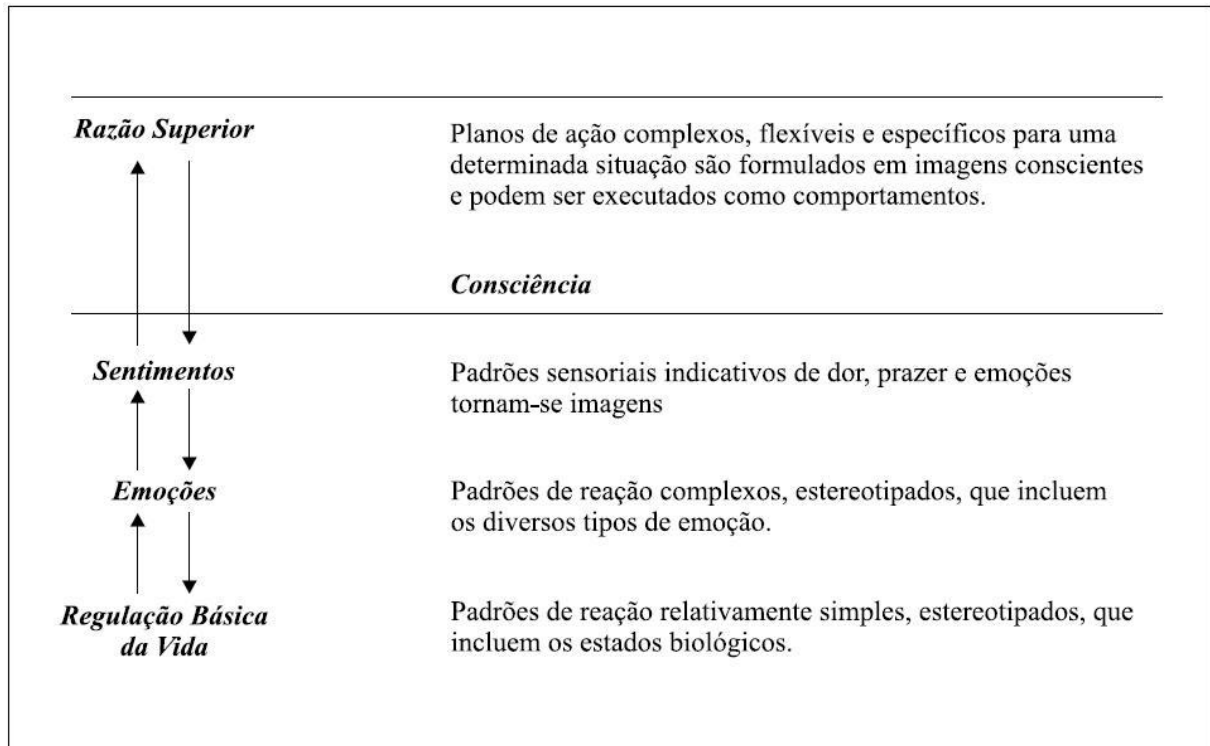 Razão Superior
Planos de ação complexos, flexíveis e específicos para uma
determinada situação são formulados em imagens conscientes
e podem ser executados como comportamentos.
Consciência
Sentimentos
Padrões sensoriais indicativos de dor, prazer e emoções
tornam-se imagens
Emoções
Padrões de reação complexos, estereotipados, que incluem
os diversos tipos de emoção.
Regulação Básica
da Vida
Padrões de reação relativamente simples, estereotipados, que
incluem os estados biológicos.